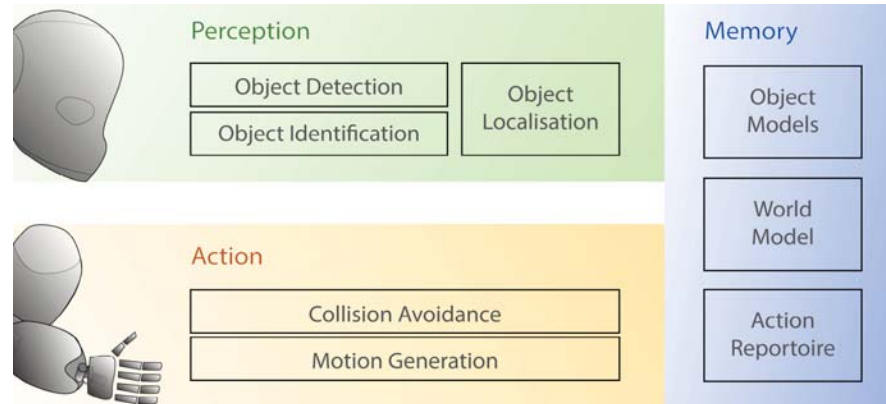 Perception
Object Detection
Object Identification
Object
Localisation
Action
Collision Avoidance
Motion Generation
Memory
Object
Models
World
Model
Action
Reportoire